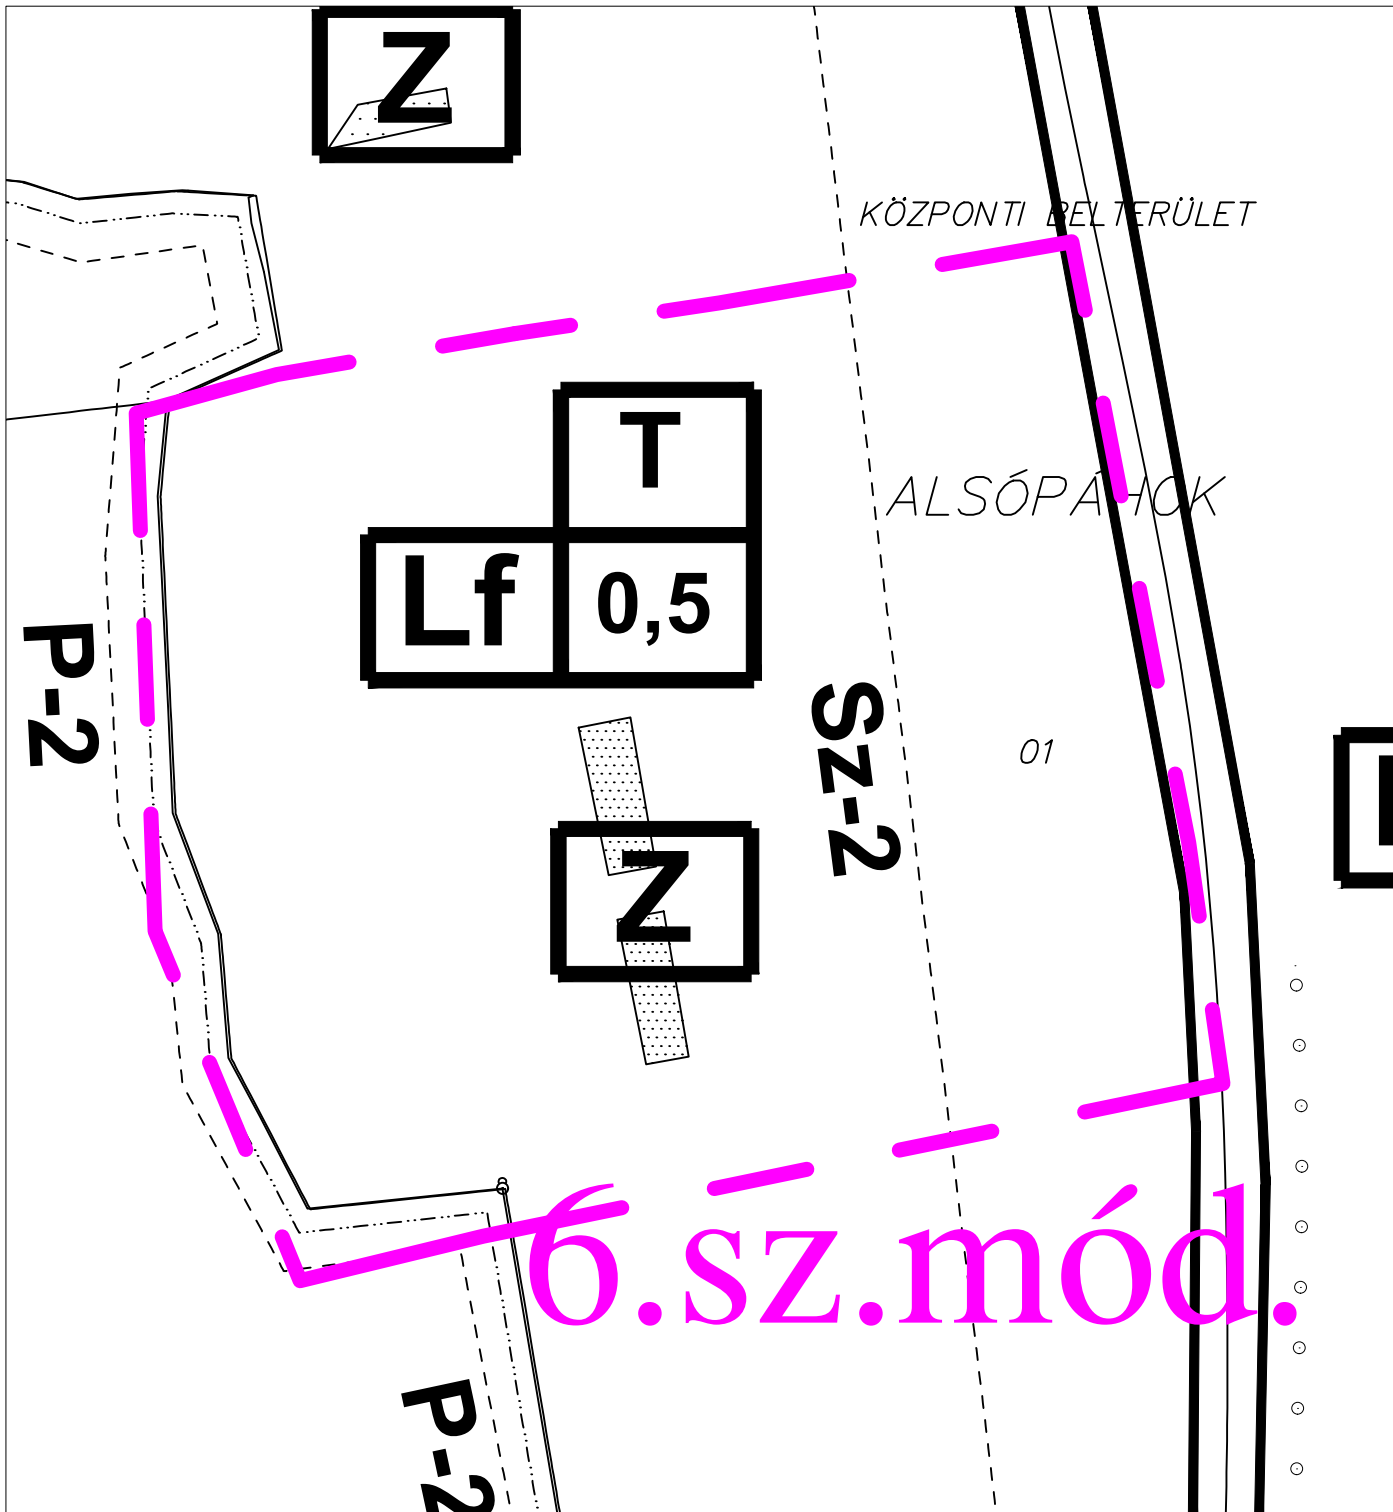 Z
KÖZPONTI BELTERÜLET
T
ALSÓPÁHOK
Lf 0,5
P-2
Sz-2
01
Z
6.sz.mód.
P-2